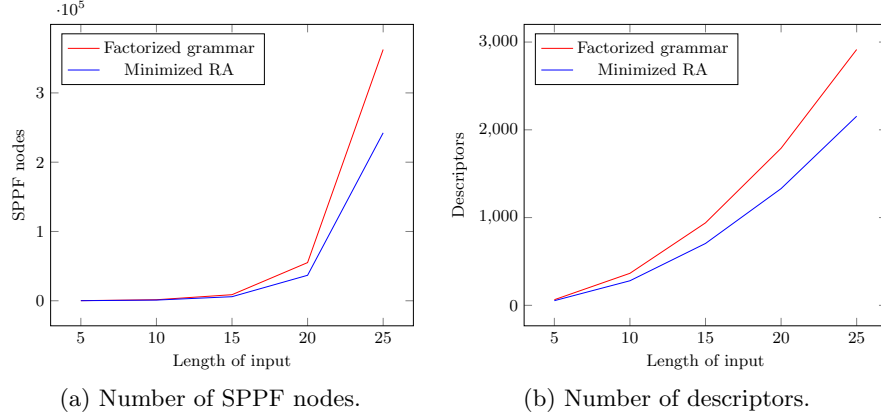 ·10⁵
Factorized grammar
Minimized RA
3
2
1
0
SPPF nodes
5 10 15 20 25
Length of input
(a) Number of SPPF nodes.
Factorized grammar
Minimized RA
3,000
2,000
1,000
0
Descriptors
5 10 15 20 25
Length of input
(b) Number of descriptors.